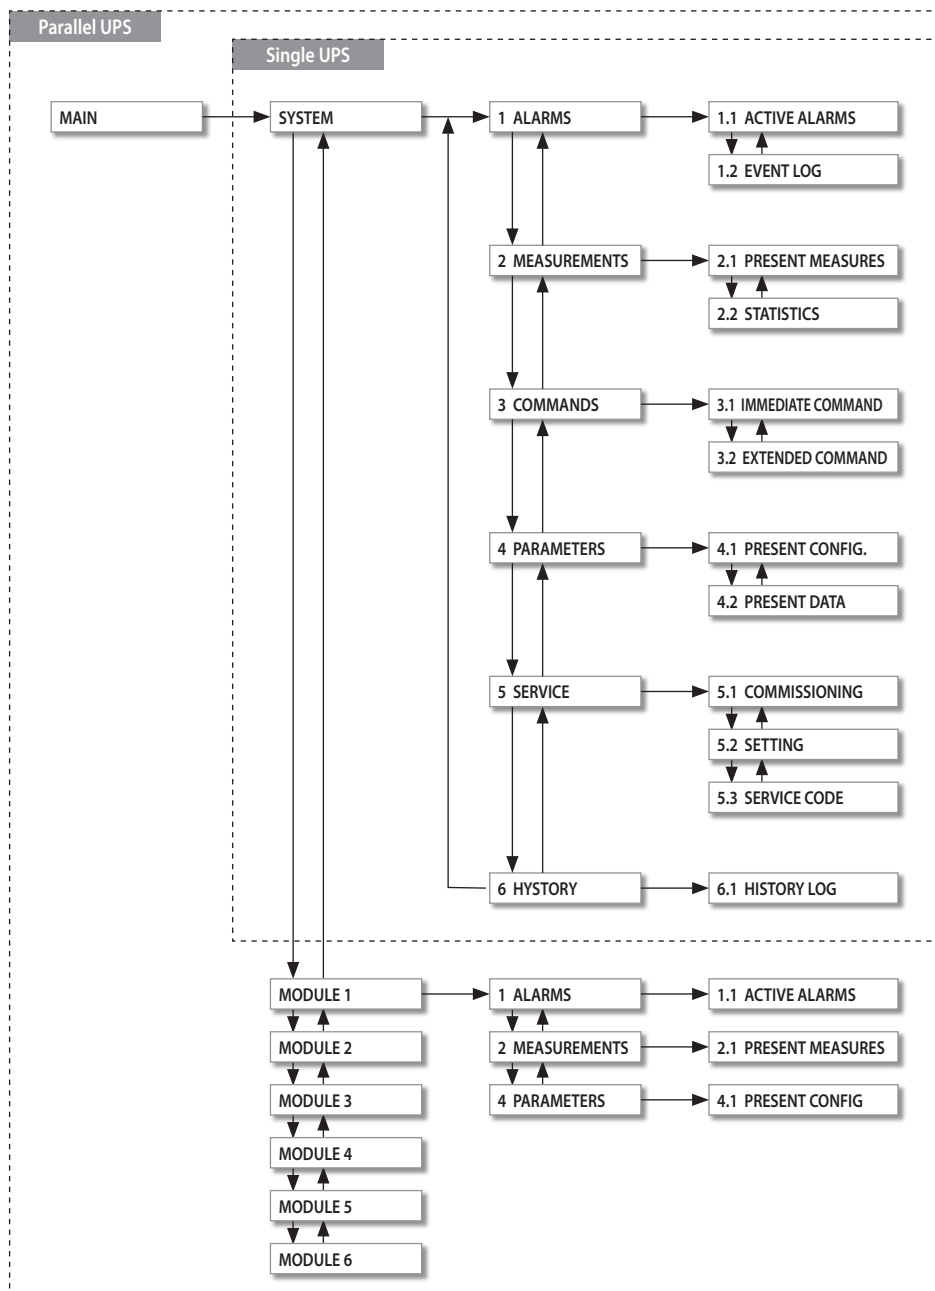 Parallel UPS
Single UPS
MAIN
SYSTEM
1 ALARMS
1.1 ACTIVE ALARMS
1.2 EVENT LOG
2 MEASUREMENTS
2.1 PRESENT MEASURES
2.2 STATISTICS
3 COMMANDS
3.1 IMMEDIATE COMMAND
3.2 EXTENDED COMMAND
4 PARAMETERS
4.1 PRESENT CONFIG.
4.2 PRESENT DATA
5 SERVICE
5.1 COMMISSIONING
5.2 SETTING
5.3 SERVICE CODE
6 HYSTORY
6.1 HISTORY LOG
MODULE 1
1 ALARMS
1.1 ACTIVE ALARMS
MODULE 2
2 MEASUREMENTS
2.1 PRESENT MEASURES
MODULE 3
4 PARAMETERS
4.1 PRESENT CONFIG
MODULE 4
MODULE 5
MODULE 6